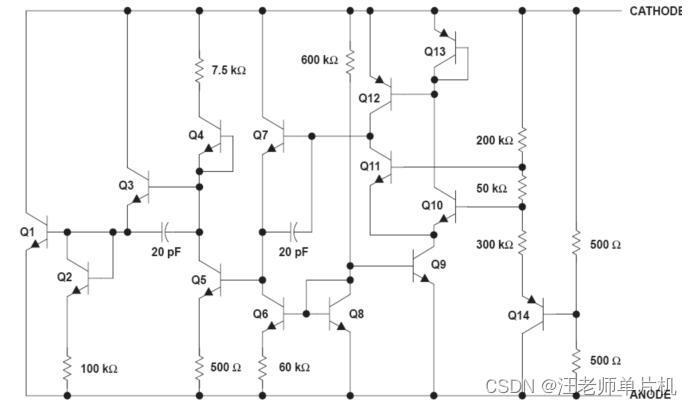 CATHODE
Q13
600 kΩ
7.5 kΩ
Q12
Q4
Q7
200 kΩ
Q11
Q3
50 kΩ
Q10
Q1
300 kΩ
500 Ω
20 pF
20 pF
Q9
Q2
Q5
Q6
Q8
Q14
100 kΩ
500 Ω
60 kΩ
500 Ω
CSDN @汪老师单片机
ANODE